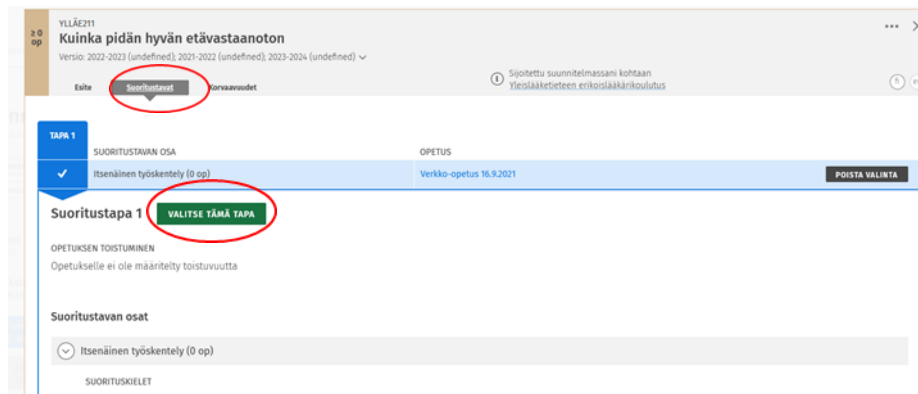 ≥ 0 op
YLLÄE211
Kuinka pidän hyvän etävastaanoton
Versio: 2022-2023 (undefined); 2021-2022 (undefined); 2023-2024 (undefined)
Sijoitettu suunnitelmassani kohtaan
Yleislääketieteen erikoislääkärikoulutus
fi
Esite Suoritustavat Korvaavuudet
TAPA 1
SUORITUSTAVAN OSA OPETUS
Itsenäinen työskentely (0 op) Verkko-opetus 16.9.2021 POISTA VALINTA
Suoritustapa 1 VALITSE TÄMÄ TAPA
OPETUKSEN TOISTUMINEN
Opetukselle ei ole määritelty toistuvuutta
Suoritustavan osat
Itsenäinen työskentely (0 op)
SUORITUSKIELET